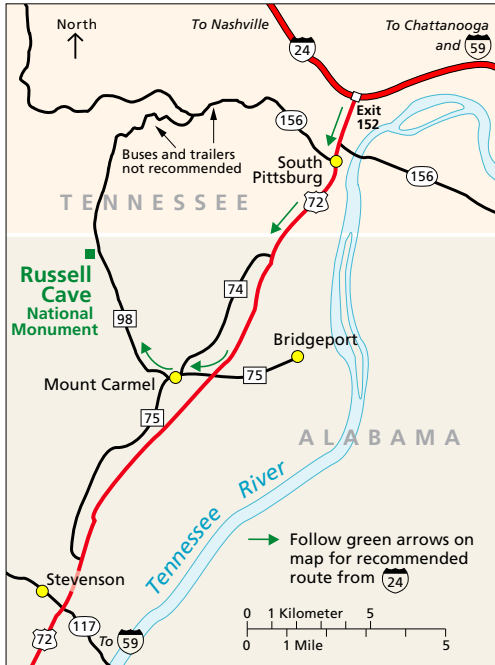 North
To Nashville
24
To Chattanooga
and 59
Exit
152
156
Buses and trailers
not recommended
South
Pittsburg
156
72
TENNESSEE
Russell
Cave
National
Monument
74
98
Bridgeport
Mount Carmel
75
75
ALABAMA
Tennessee River
Follow green arrows on
map for recommended
route from 24
Stevenson
117
To 59
72
0 1 Kilometer 5
0 1 Mile 5